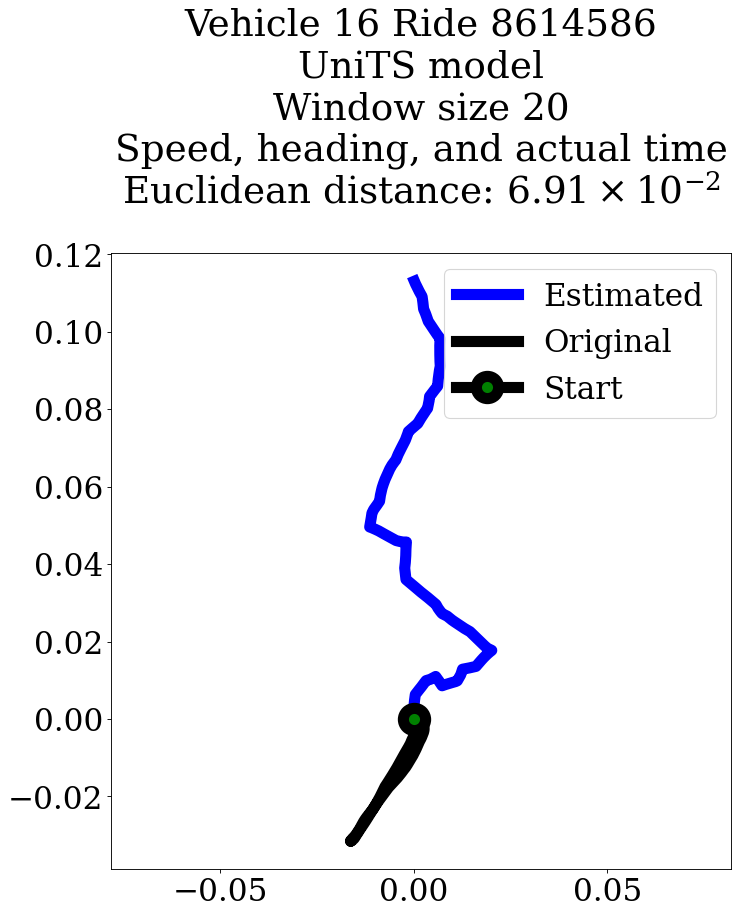 Vehicle 16 Ride 8614586
UniTS model
Window size 20
Speed, heading, and actual time
Euclidean distance: 6.91 × 10⁻²
0.12
0.10
0.08
0.06
0.04
0.02
0.00
−0.02
Estimated
Original
Start
−0.05
0.00
0.05